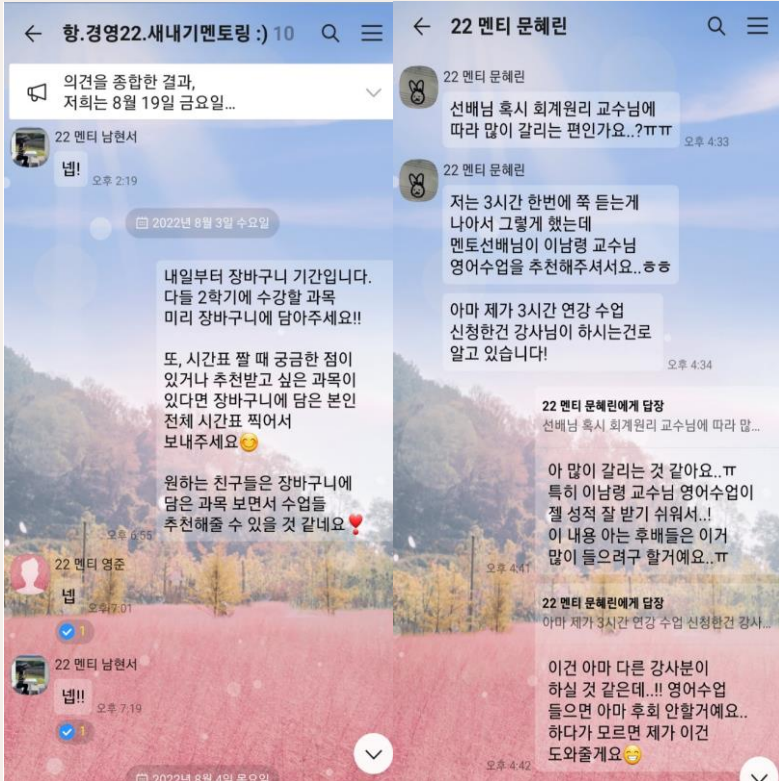 항.경영22.새내기멘토링 :) 10
의견을 종합한 결과,
저희는 8월 19일 금요일...
22 멘티 남현서
넵!
오후 2:19
2022년 8월 3일 수요일
내일부터 장바구니 기간입니다.
다들 2학기에 수강할 과목
미리 장바구니에 담아주세요!!
또, 시간표 짤 때 궁금한 점이
있거나 추천받고 싶은 과목이
있다면 장바구니에 담은 본인
전체 시간표 찍어서
보내주세요😊
원하는 친구들은 장바구니에
담은 과목 보면서 수업들
추천해줄 수 있을 것 같네요❣️
오후 6:55
22 멘티 영준
넵
오후 7:01
1
22 멘티 남현서
넵!!
오후 7:19
1
2022년 8월 4일 목요일
22 멘티 문혜린
22 멘티 문혜린
선배님 혹시 회계원리 교수님에
따라 많이 갈리는 편인가요..?ㅠㅠ
오후 4:33
22 멘티 문혜린
저는 3시간 한번에 쭉 듣는게
나아서 그렇게 했는데
멘토선배님이 이남령 교수님
영어수업을 추천해주셔서요..ㅎㅎ
아마 제가 3시간 연강 수업
신청한건 강사님이 하시는건로
알고 있습니다!
오후 4:34
22 멘티 문혜린에게 답장
선배님 혹시 회계원리 교수님에 따라 많...
아 많이 갈리는 것 같아요..ㅠ
특히 이남령 교수님 영어수업이
젤 성적 잘 받기 쉬워서..!
이 내용 아는 후배들은 이거
많이 들으려구 할거예요..ㅠ
오후 4:41
22 멘티 문혜린에게 답장
아마 제가 3시간 연강 수업 신청한건 강사...
이건 아마 다른 강사분이
하실 것 같은데..!! 영어수업
들으면 아마 후회 안할거예요..
하다가 모르면 제가 이건
도와줄게요😁
오후 4:42